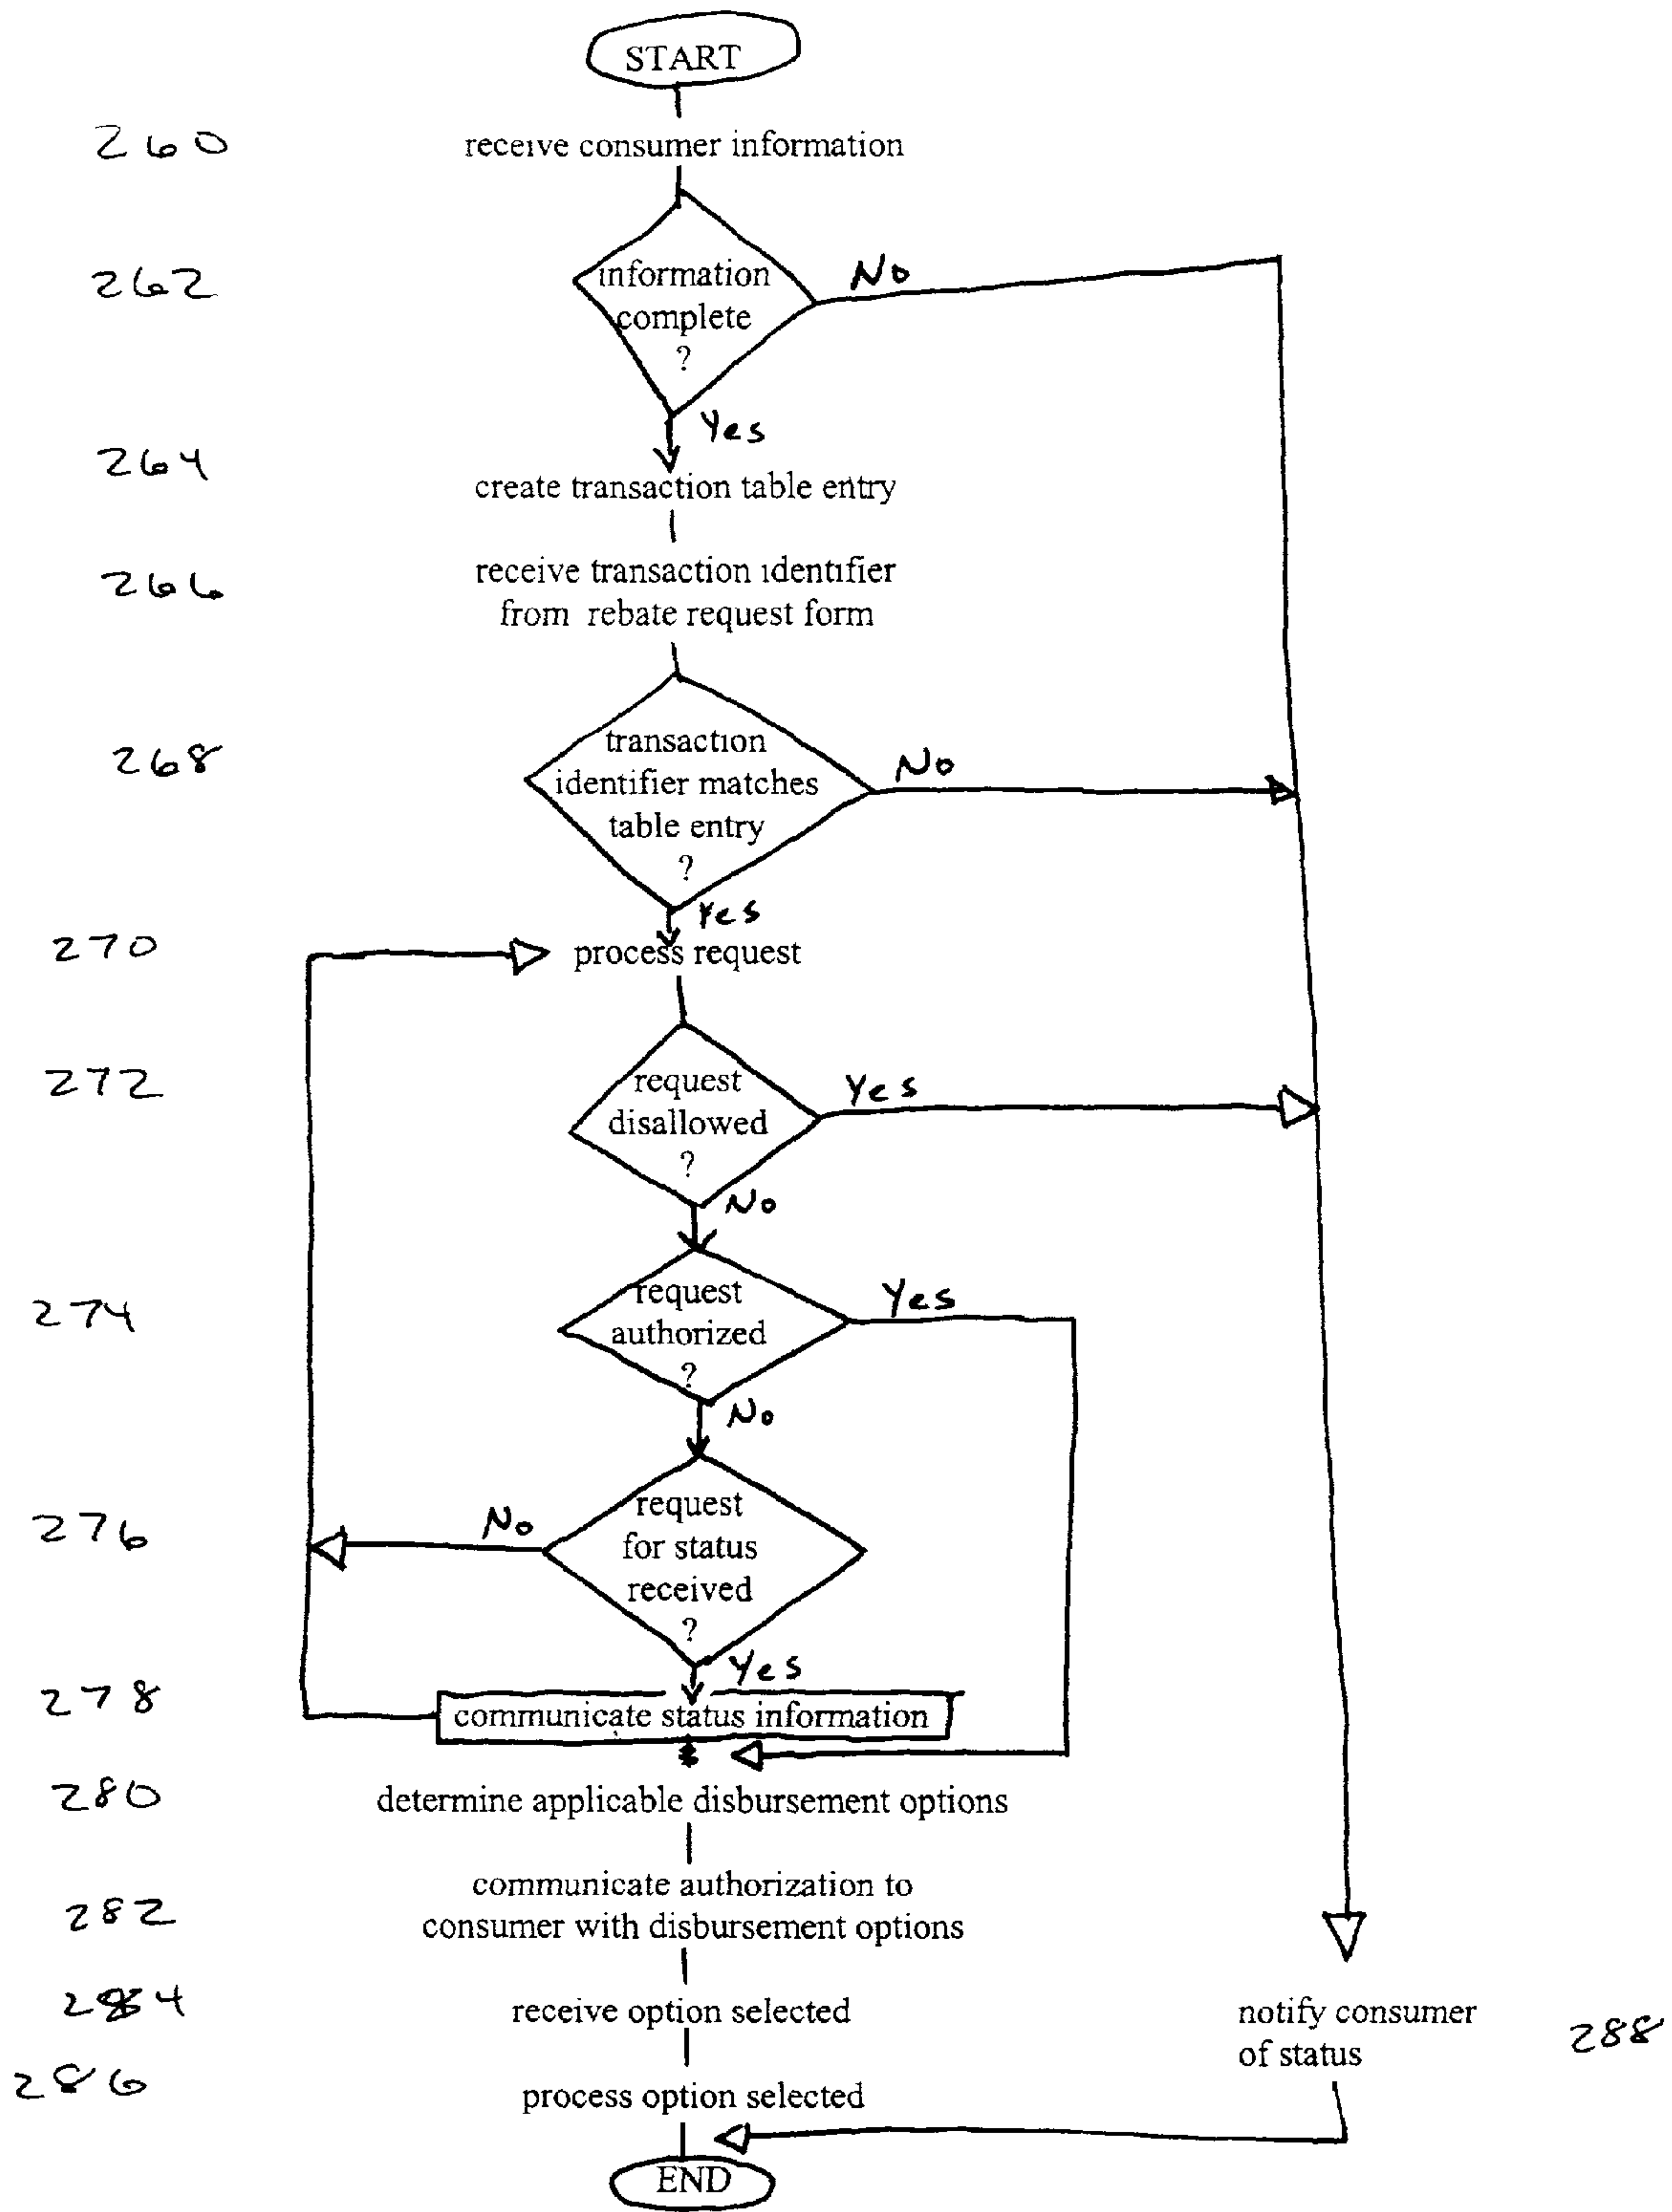 START
260
receive consumer information
262
information
complete
?
No
Yes
264
create transaction table entry
266
receive transaction identifier
from rebate request form
268
transaction
identifier matches
table entry
?
No
Yes
270
process request
272
request
disallowed
?
Yes
No
274
request
authorized
?
Yes
No
276
request
for status
received
?
No
Yes
278
communicate status information
280
determine applicable disbursement options
282
communicate authorization to
consumer with disbursement options
284
receive option selected
notify consumer
of status
288
286
process option selected
END